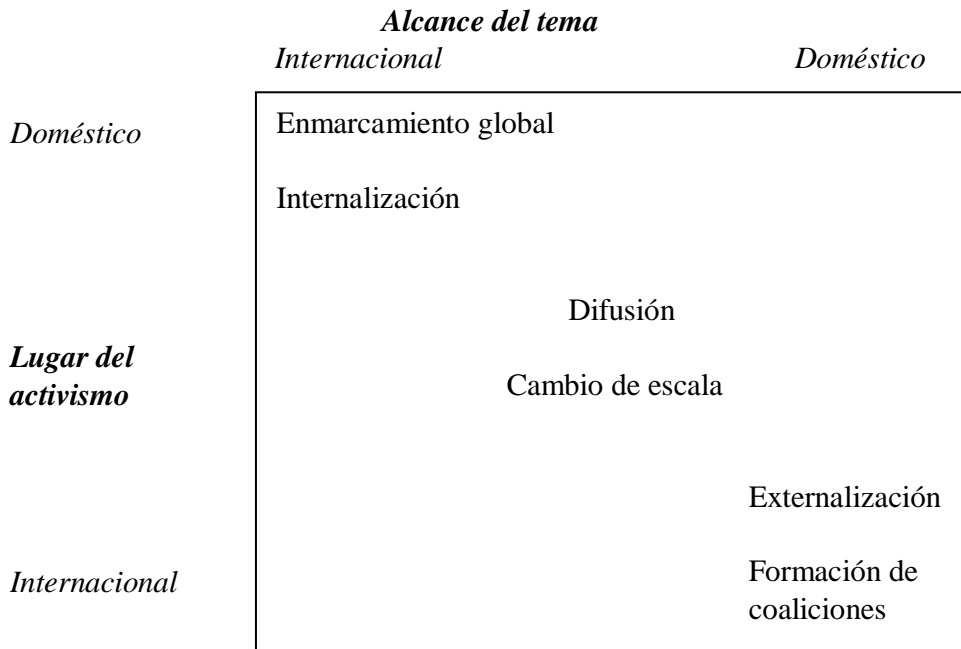 Alcance del tema
Internacional Doméstico
Doméstico Enmarcamiento global
Internalización
Difusión
Lugar del
activismo
Cambio de escala
Externalización
Internacional
Formación de
coaliciones